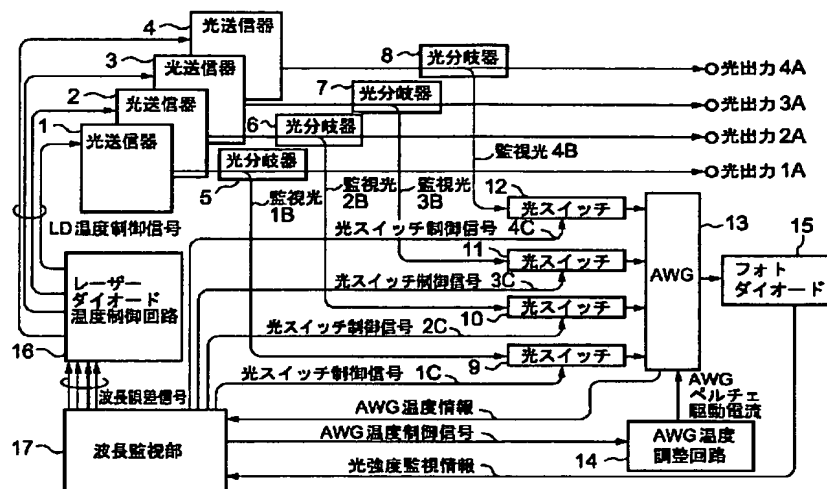 4
光送信器
3
光送信器
2
光送信器
1
光送信器
8
光分岐器
7
光分岐器
6
光分岐器
光分岐器
5
光出力4A
光出力3A
光出力2A
光出力1A
監視光 4B
監視光
3B
監視光
2B
監視光
1B
LD温度制御信号
12
光スイッチ
光スイッチ制御信号 4C
11
光スイッチ
光スイッチ制御信号 3C
10
光スイッチ
光スイッチ制御信号 2C
9
光スイッチ
光スイッチ制御信号 1C
13
AWG
15
フォト
ダイオード
レーザー
ダイオード
温度制御回路
16
波長誤差信号
AWG温度情報
AWG
ペルチェ
駆動電流
AWG温度制御信号
AWG温度
調整回路
14
光強度監視情報
17
波長監視部